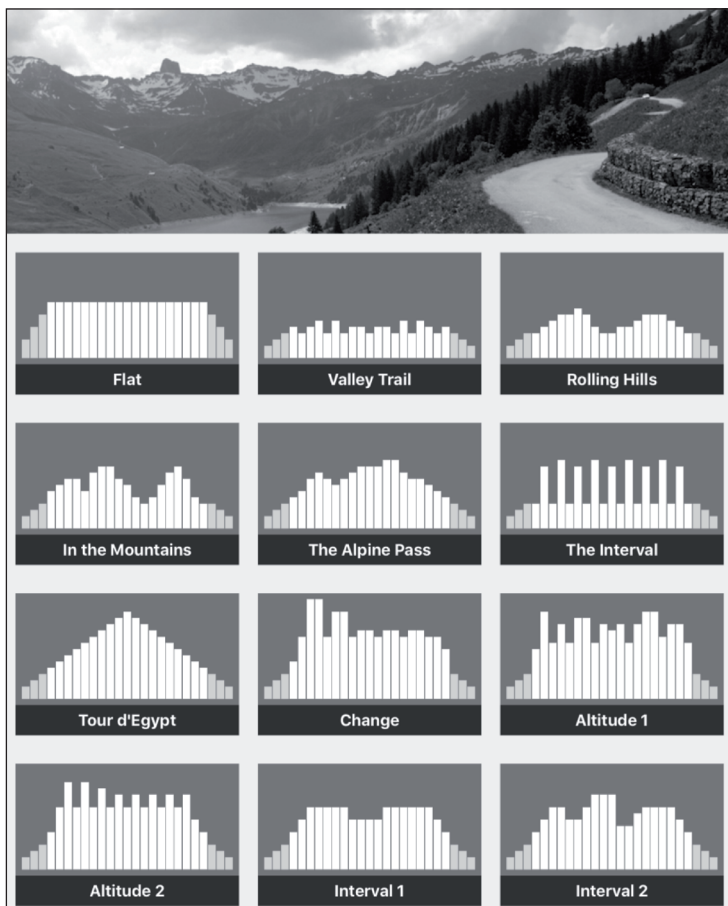 Flat
Valley Trail
Rolling Hills
In the Mountains
The Alpine Pass
The Interval
Tour d'Egypt
Change
Altitude 1
Altitude 2
Interval 1
Interval 2